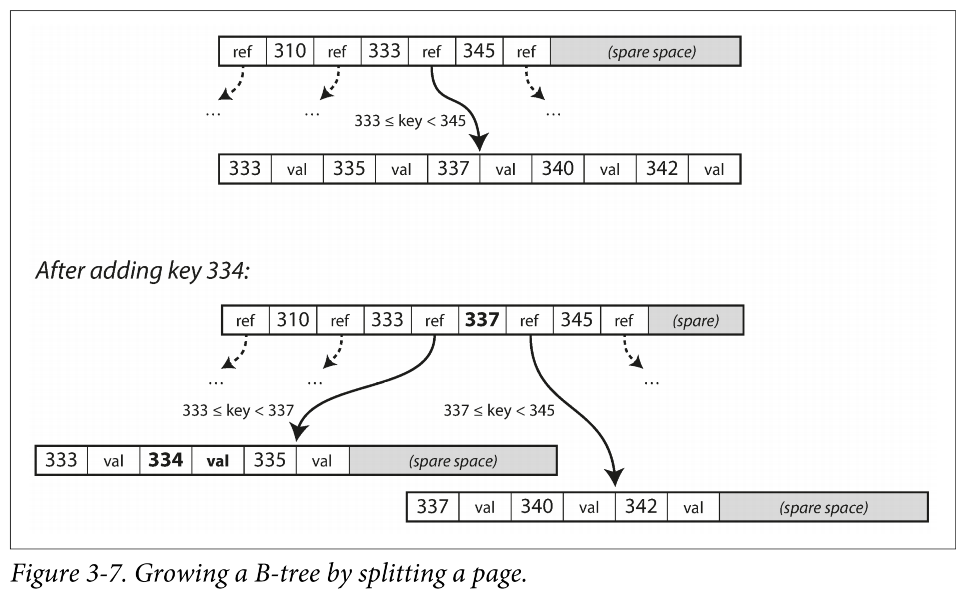 ref 310 ref 333 ref 345 ref (spare space)
... ... ...
333 ≤ key < 345
333 val 335 val 337 val 340 val 342 val
After adding key 334:
ref 310 ref 333 ref 337 ref 345 ref (spare)
... ... ...
333 ≤ key < 337 337 ≤ key < 345
333 val 334 val 335 val (spare space)
337 val 340 val 342 val (spare space)
Figure 3-7. Growing a B-tree by splitting a page.